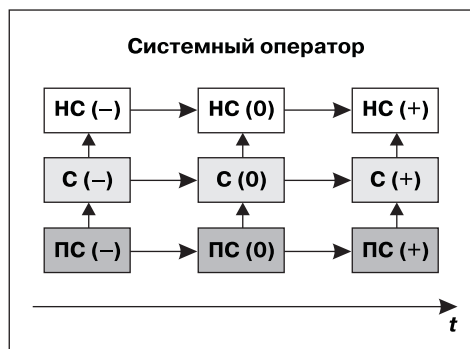 Системный оператор
НС (–) НС (0) НС (+)
С (–) С (0) С (+)
ПС (–) ПС (0) ПС (+)
t